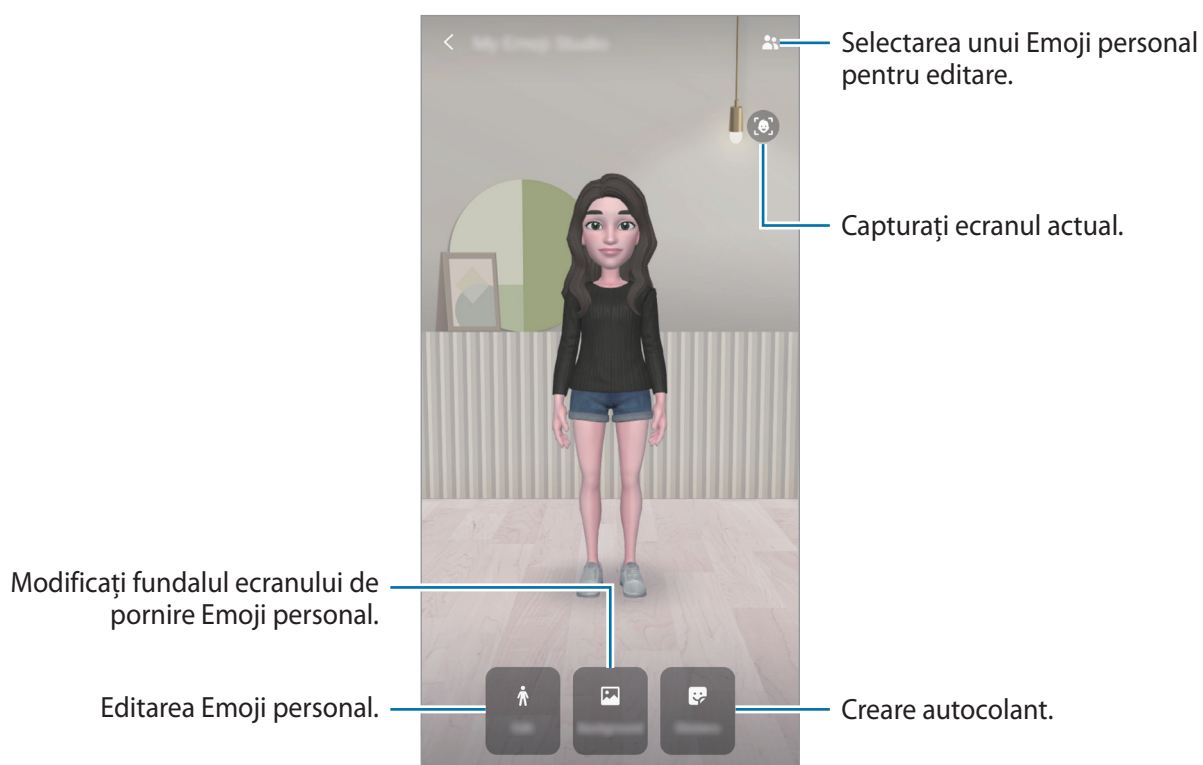 Selectarea unui Emoji personal
pentru editare.
Capturați ecranul actual.
Modificați fundalul ecranului de
pornire Emoji personal.
Editarea Emoji personal.
Creare autocolant.